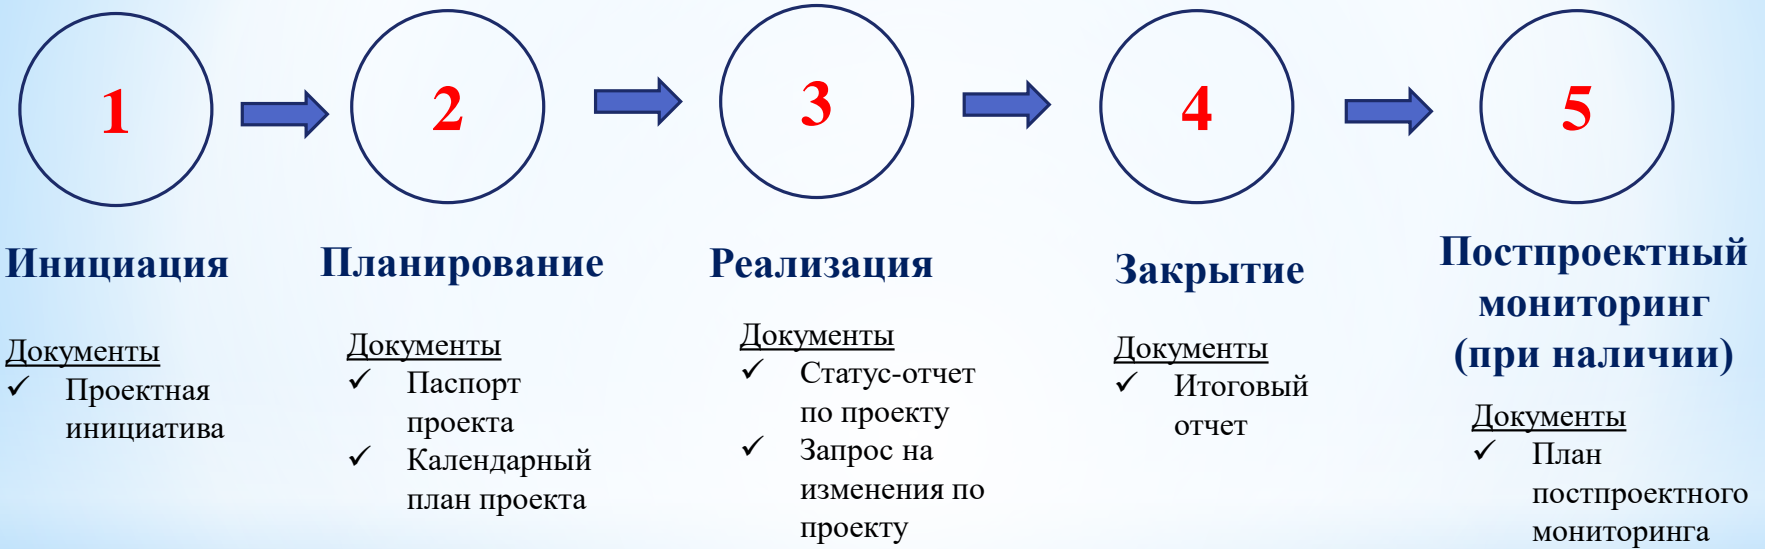 1
Инициация
Документы
✓ Проектная
инициатива
2
Планирование
Документы
✓ Паспорт
проекта
✓ Календарный
план проекта
3
Реализация
Документы
✓ Статус-отчет
по проекту
✓ Запрос на
изменения по
проекту
4
Закрытие
Документы
✓ Итоговый
отчет
5
Постпроектный
мониторинг
(при наличии)
Документы
✓ План
постпроектного
мониторинга